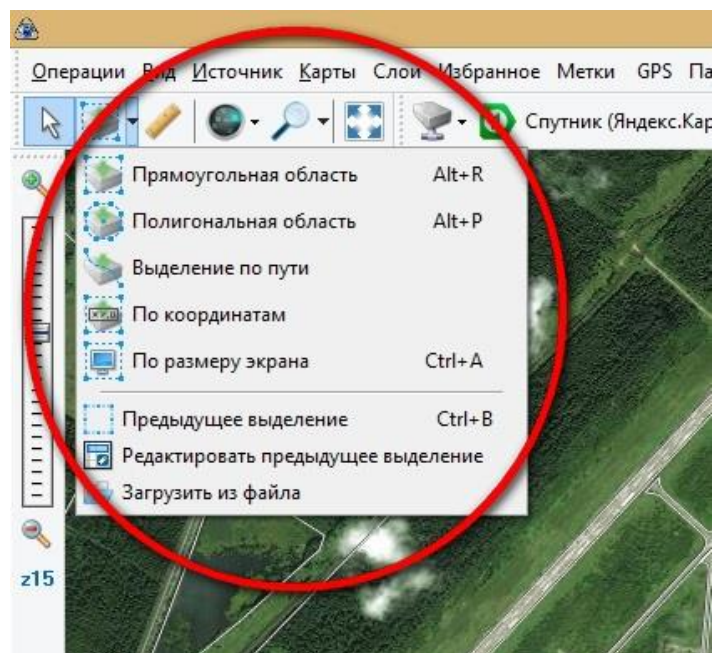 Операции Вид Источник Карты Слои Избранное Метки GPS Па
Спутник (Яндекс.Кар
Прямоугольная область Alt+R
Полигональная область Alt+P
Выделение по пути
По координатам
По размеру экрана Ctrl+A
Предыдущее выделение Ctrl+B
Редактировать предыдущее выделение
Загрузить из файла
z15